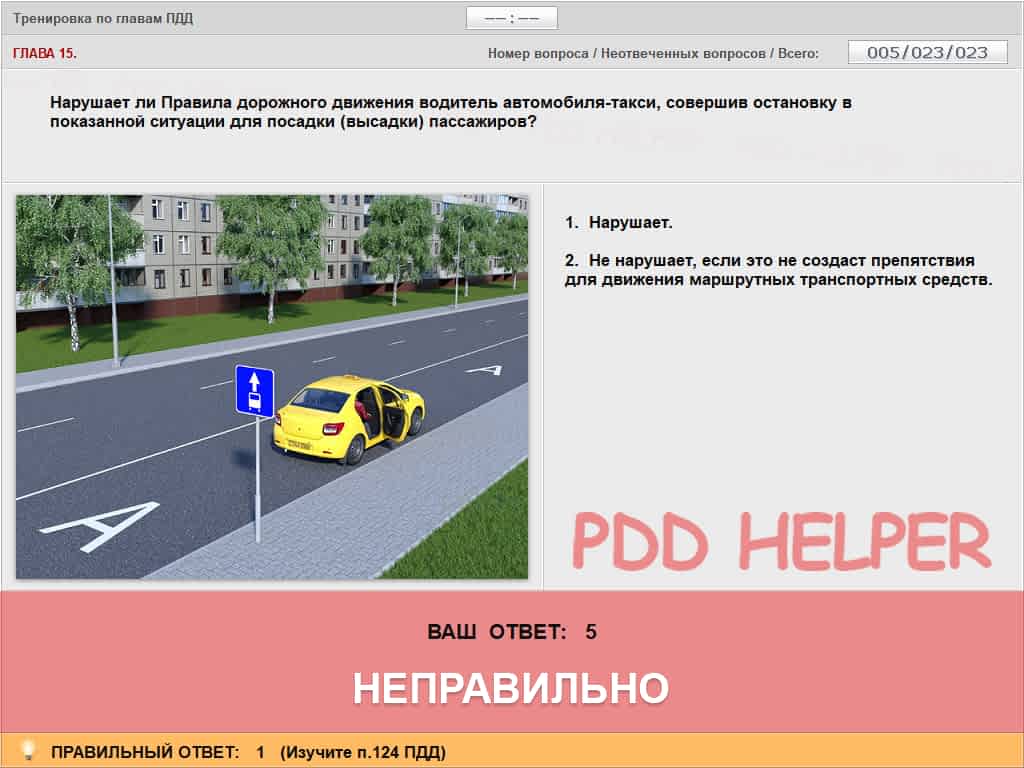 Тренировка по главам ПДД
–– : ––
ГЛАВА 15.
Номер вопроса / Неотвеченных вопросов / Всего: 005/023/023
Нарушает ли Правила дорожного движения водитель автомобиля-такси, совершив остановку в
показанной ситуации для посадки (высадки) пассажиров?
1. Нарушает.
2. Не нарушает, если это не создаст препятствия
для движения маршрутных транспортных средств.
А
А
PDD HELPER
ВАШ ОТВЕТ: 5
НЕПРАВИЛЬНО
ПРАВИЛЬНЫЙ ОТВЕТ: 1 (Изучите п.124 ПДД)